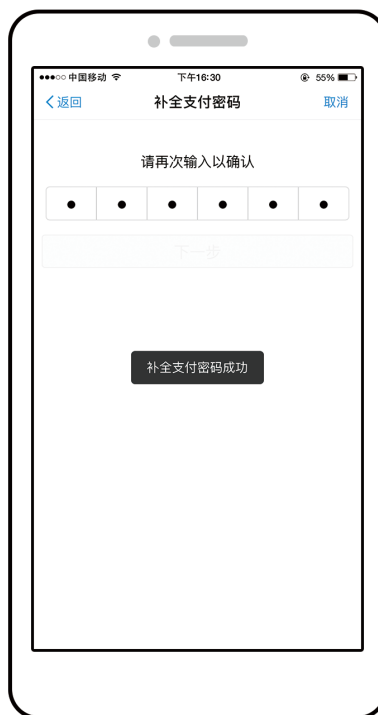 中国移动 下午16:30 55%
返回 补全支付密码 取消
请再次输入以确认
下一步
补全支付密码成功